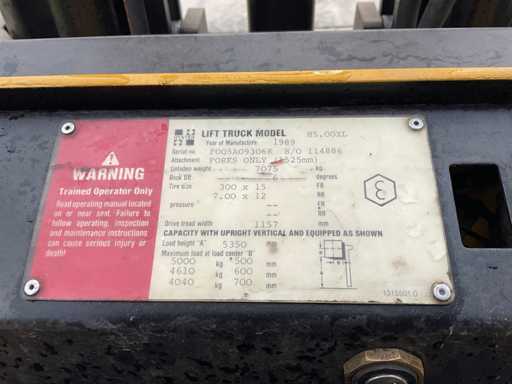 WARNING
Trained Operator Only
Read operating manual located
on or near seat. Failure to
follow operating, inspection
and maintenance instructions
can cause serious injury or
death!
HYSTER
LIFT TRUCK MODEL H5.00XL
Year of Manufacture 1989
Serial no S/O 114886
Attachment FORKS ONLY (1525mm)
Unladen weight 7075 kg
Back tilt 6 degrees
Tire size 300 x 15 FR
7.00 x 12 RR
pressure -- FR
-- RR
Drive tread width 1157 mm
CAPACITY WITH UPRIGHT VERTICAL AND EQUIPPED AS SHOWN
Load height "A" 5350 mm
Maximum load at load center "B"
5000 kg 500 mm
4610 kg 600 mm
4040 kg 700 mm